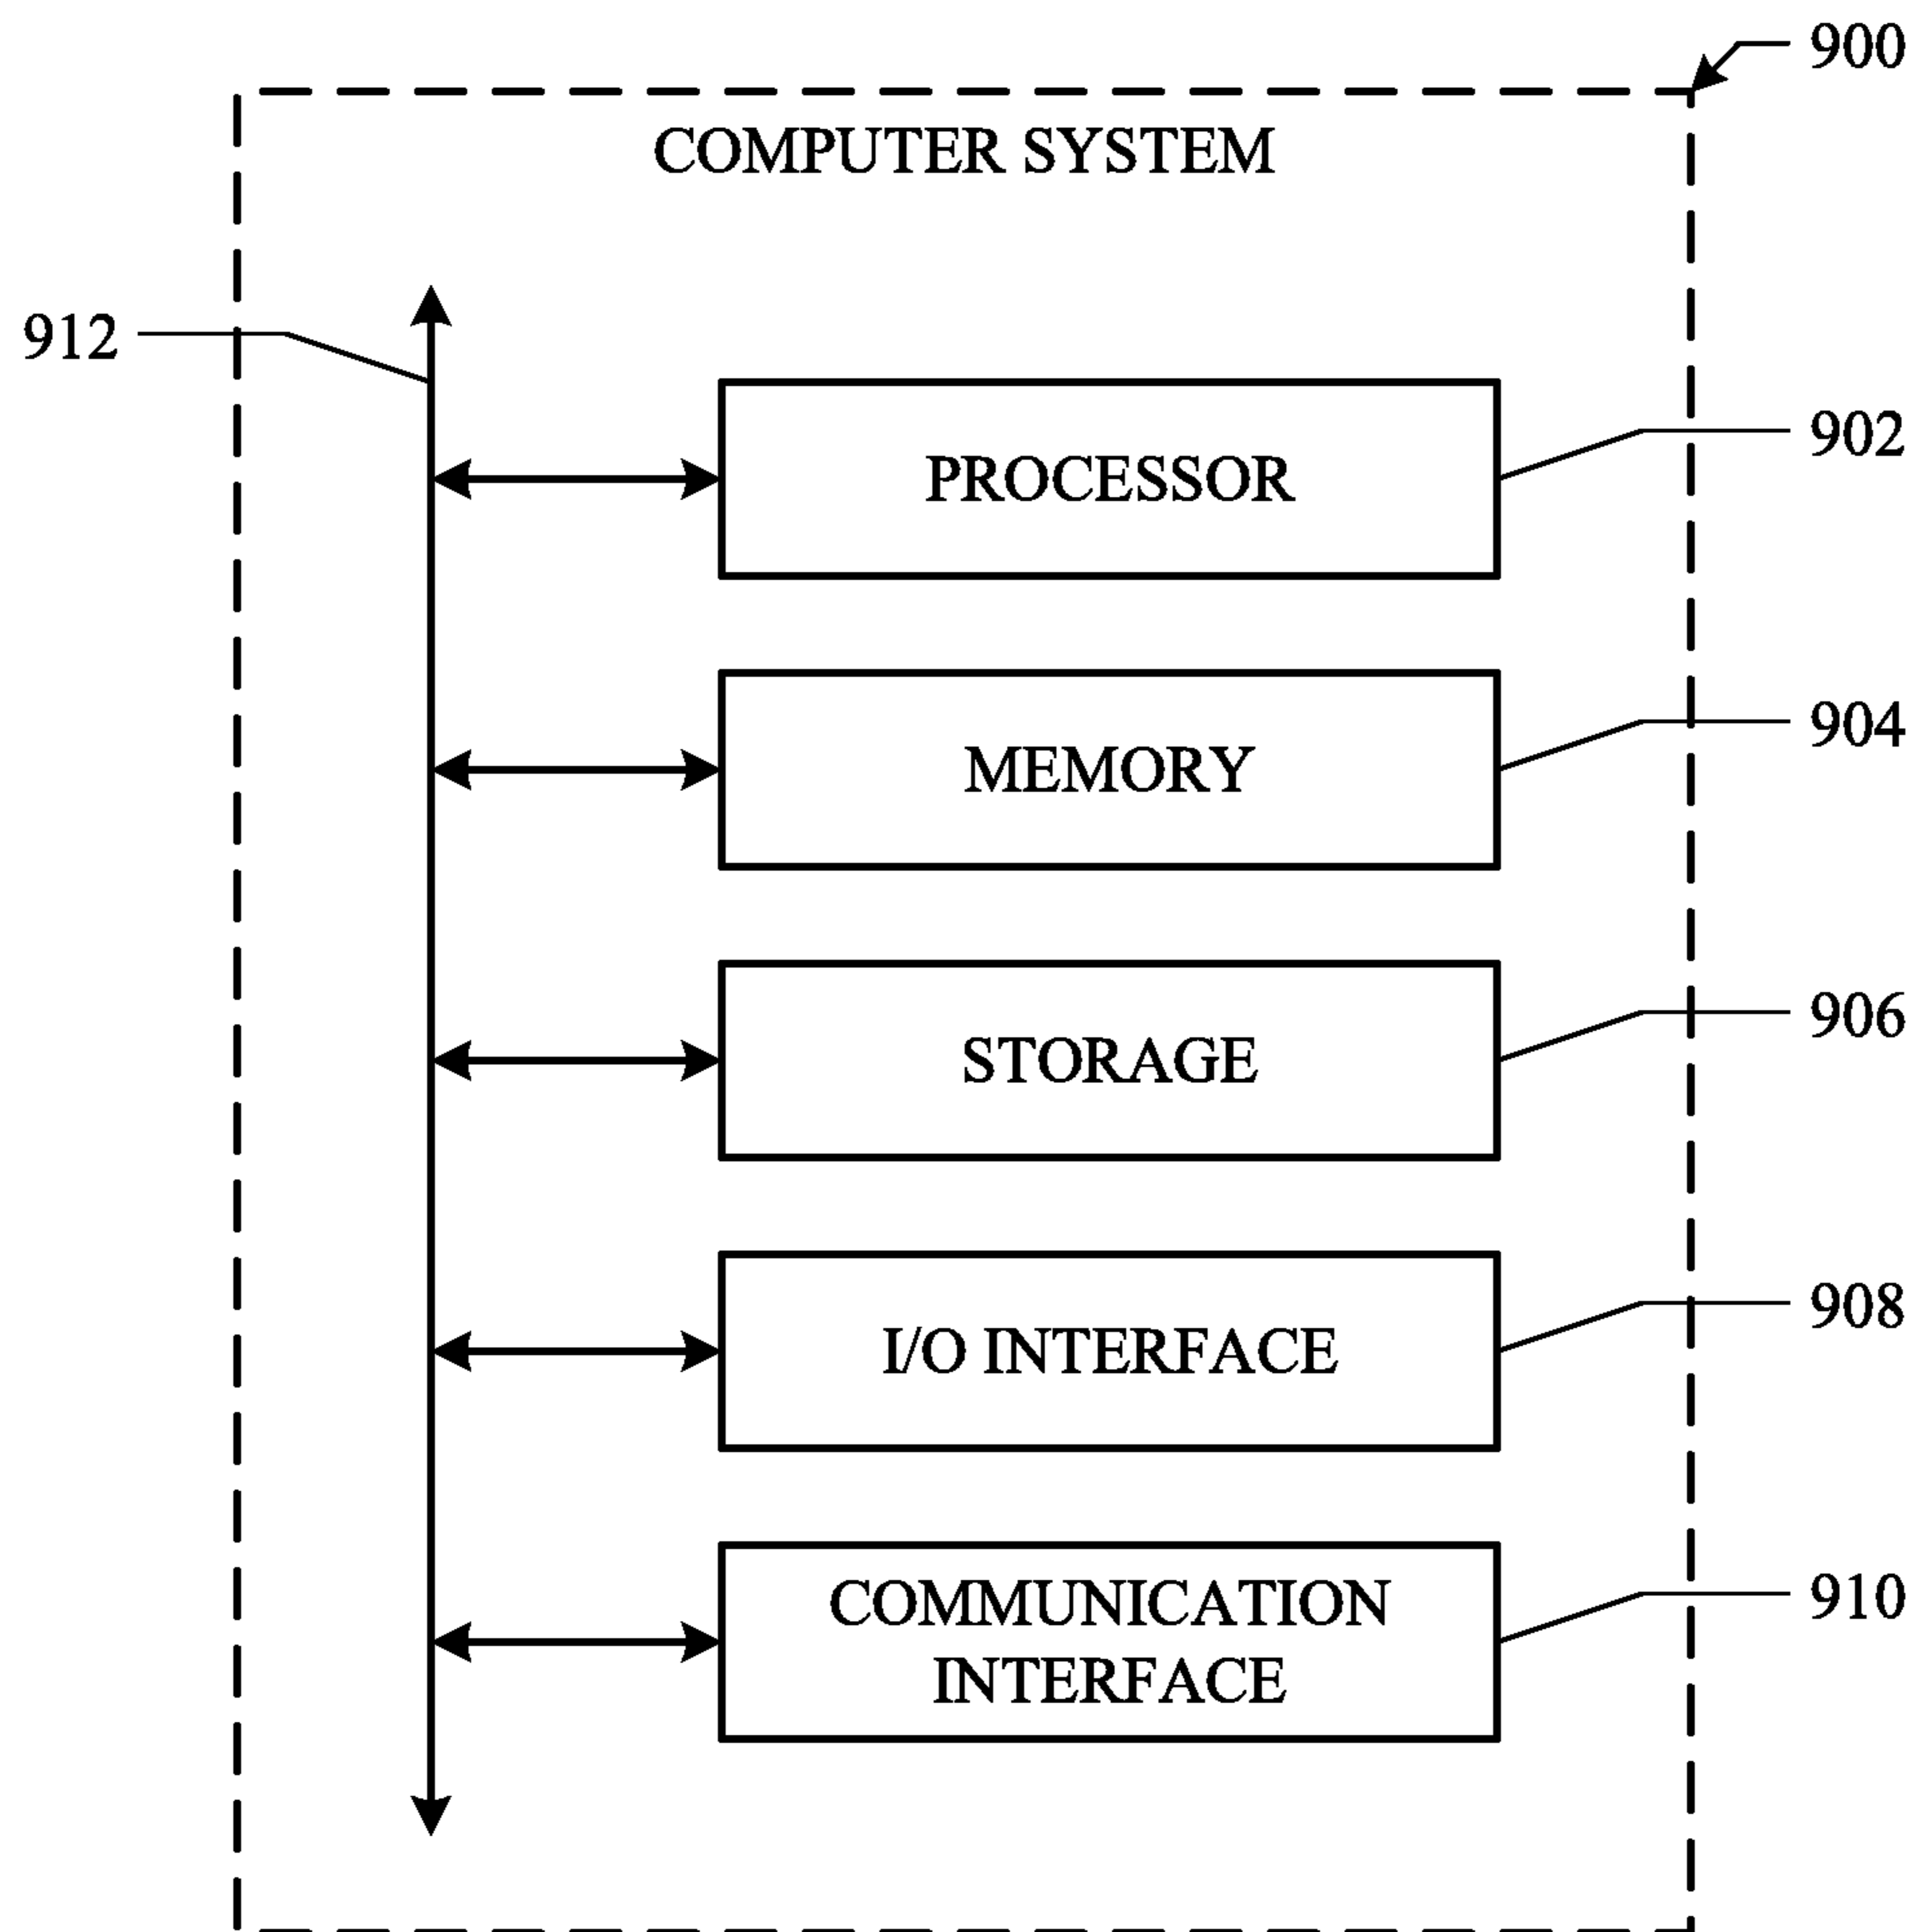 900
COMPUTER SYSTEM
912
PROCESSOR
902
MEMORY
904
STORAGE
906
I/O INTERFACE
908
COMMUNICATION
INTERFACE
910